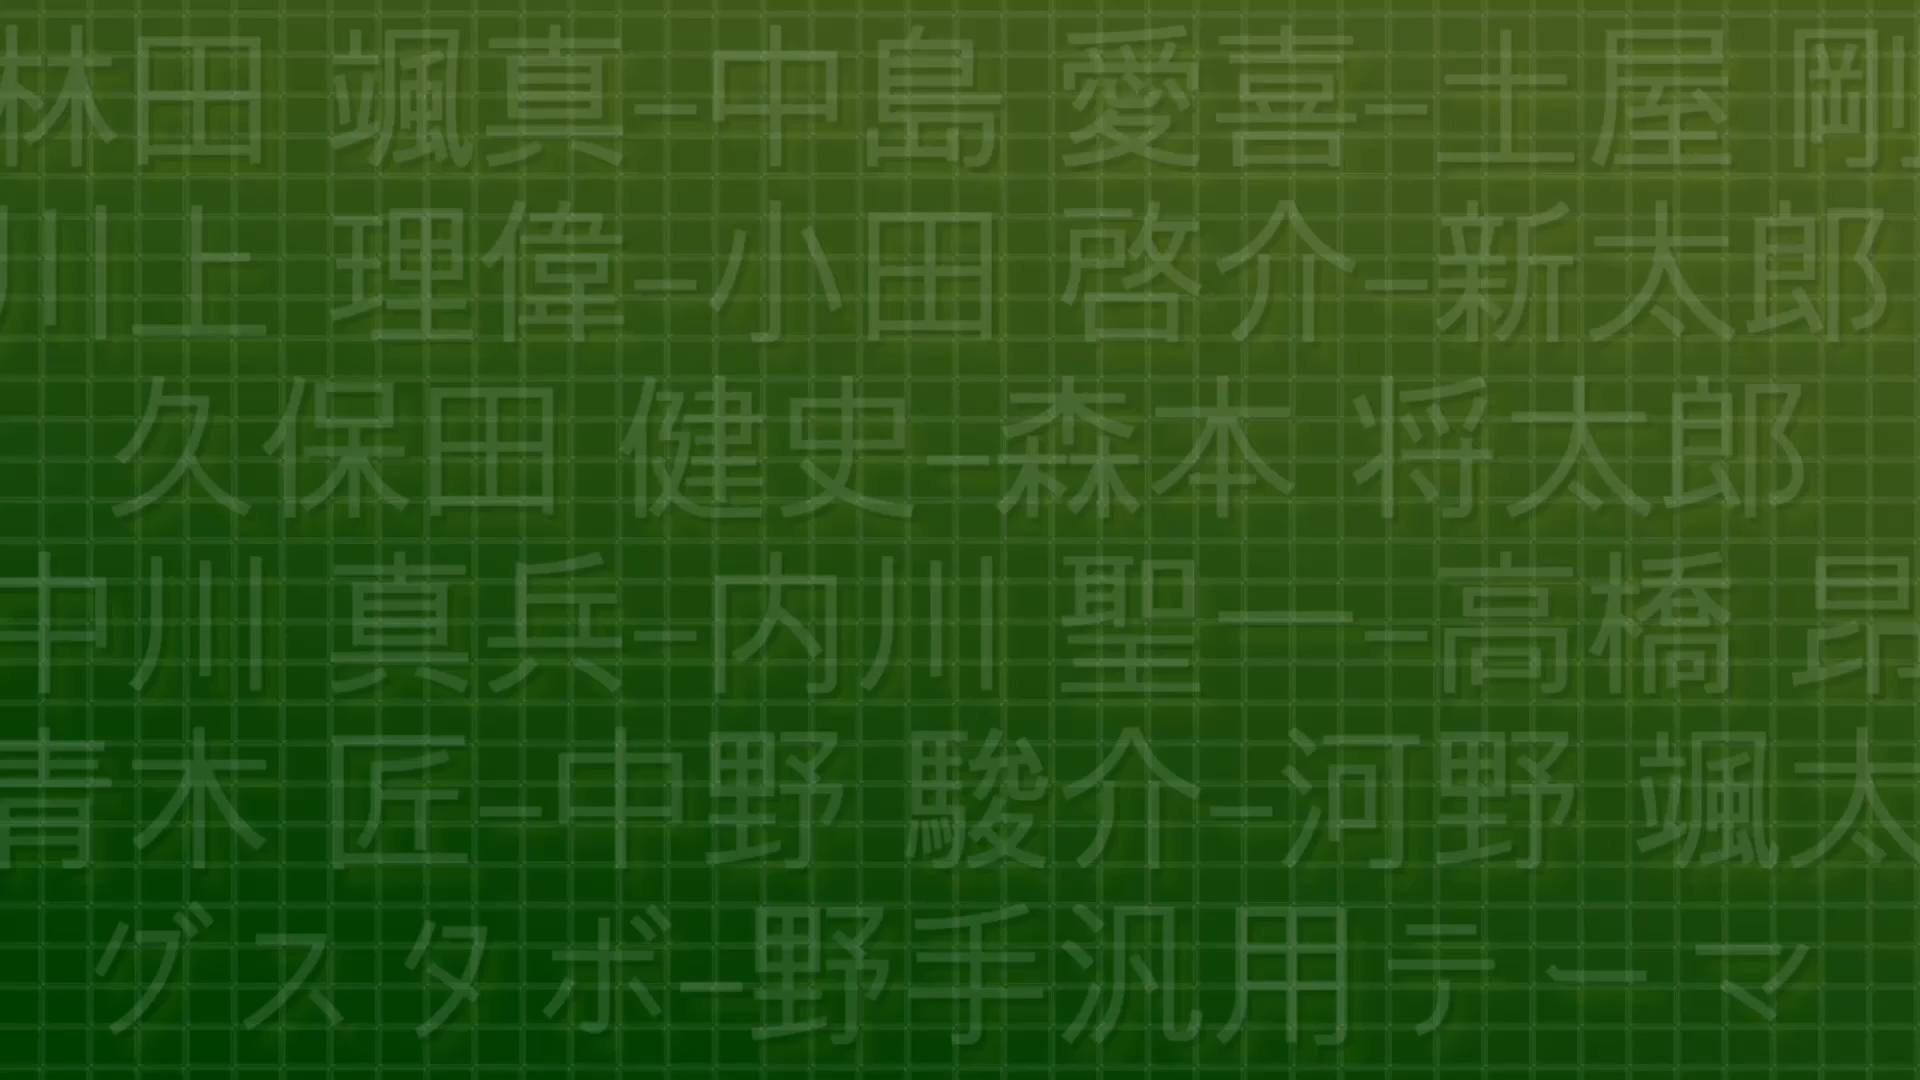 林田 颯真–中島 愛喜–土屋 剛
川上 理偉–小田 啓介–新太郎
久保田 健史–森本 将太郎
中川 真兵–内川 聖一–高橋 昂
青木 匠–中野 駿介–河野 颯太
グスタボ–野手汎用テーマ